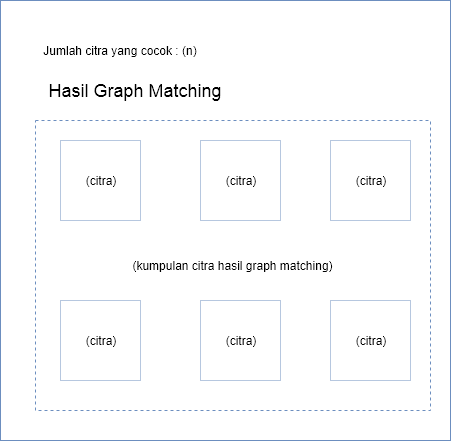 Jumlah citra yang cocok : (n)
Hasil Graph Matching
(citra)
(citra)
(citra)
(kumpulan citra hasil graph matching)
(citra)
(citra)
(citra)